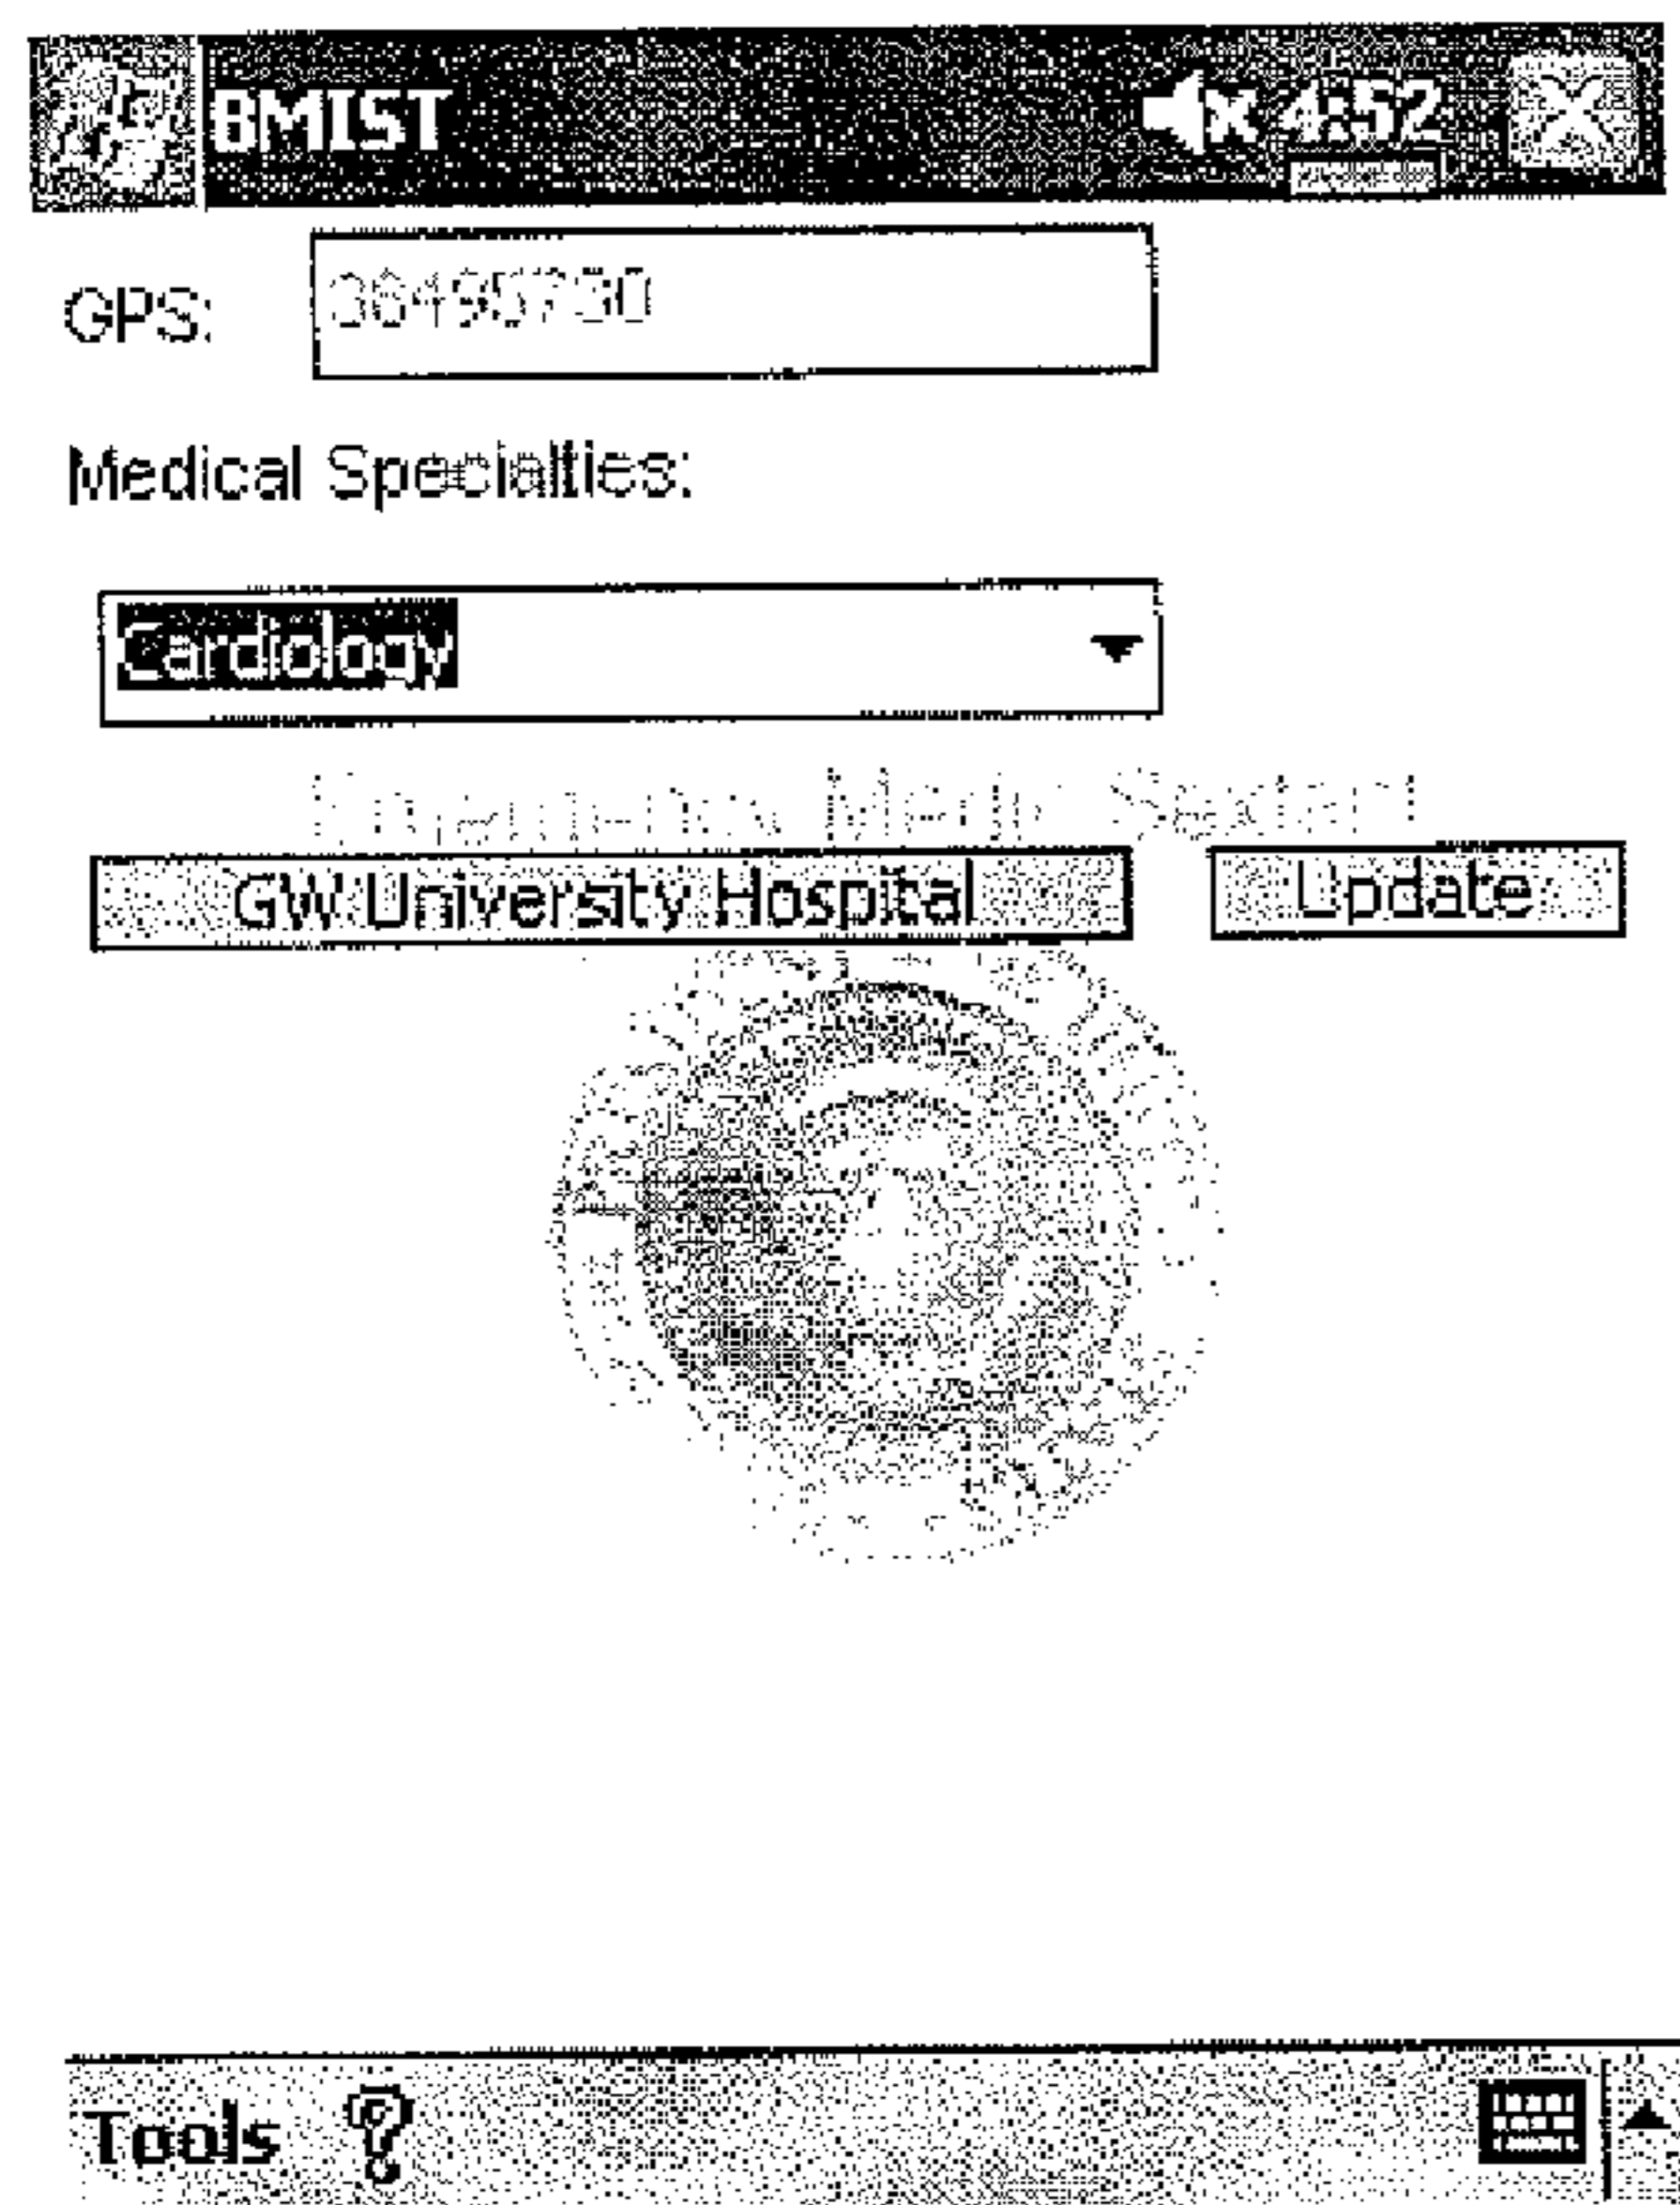 BMIST 4:52
GPS:
Medical Specialties:
Cardiology
GW University Hospital Update
Tools ?